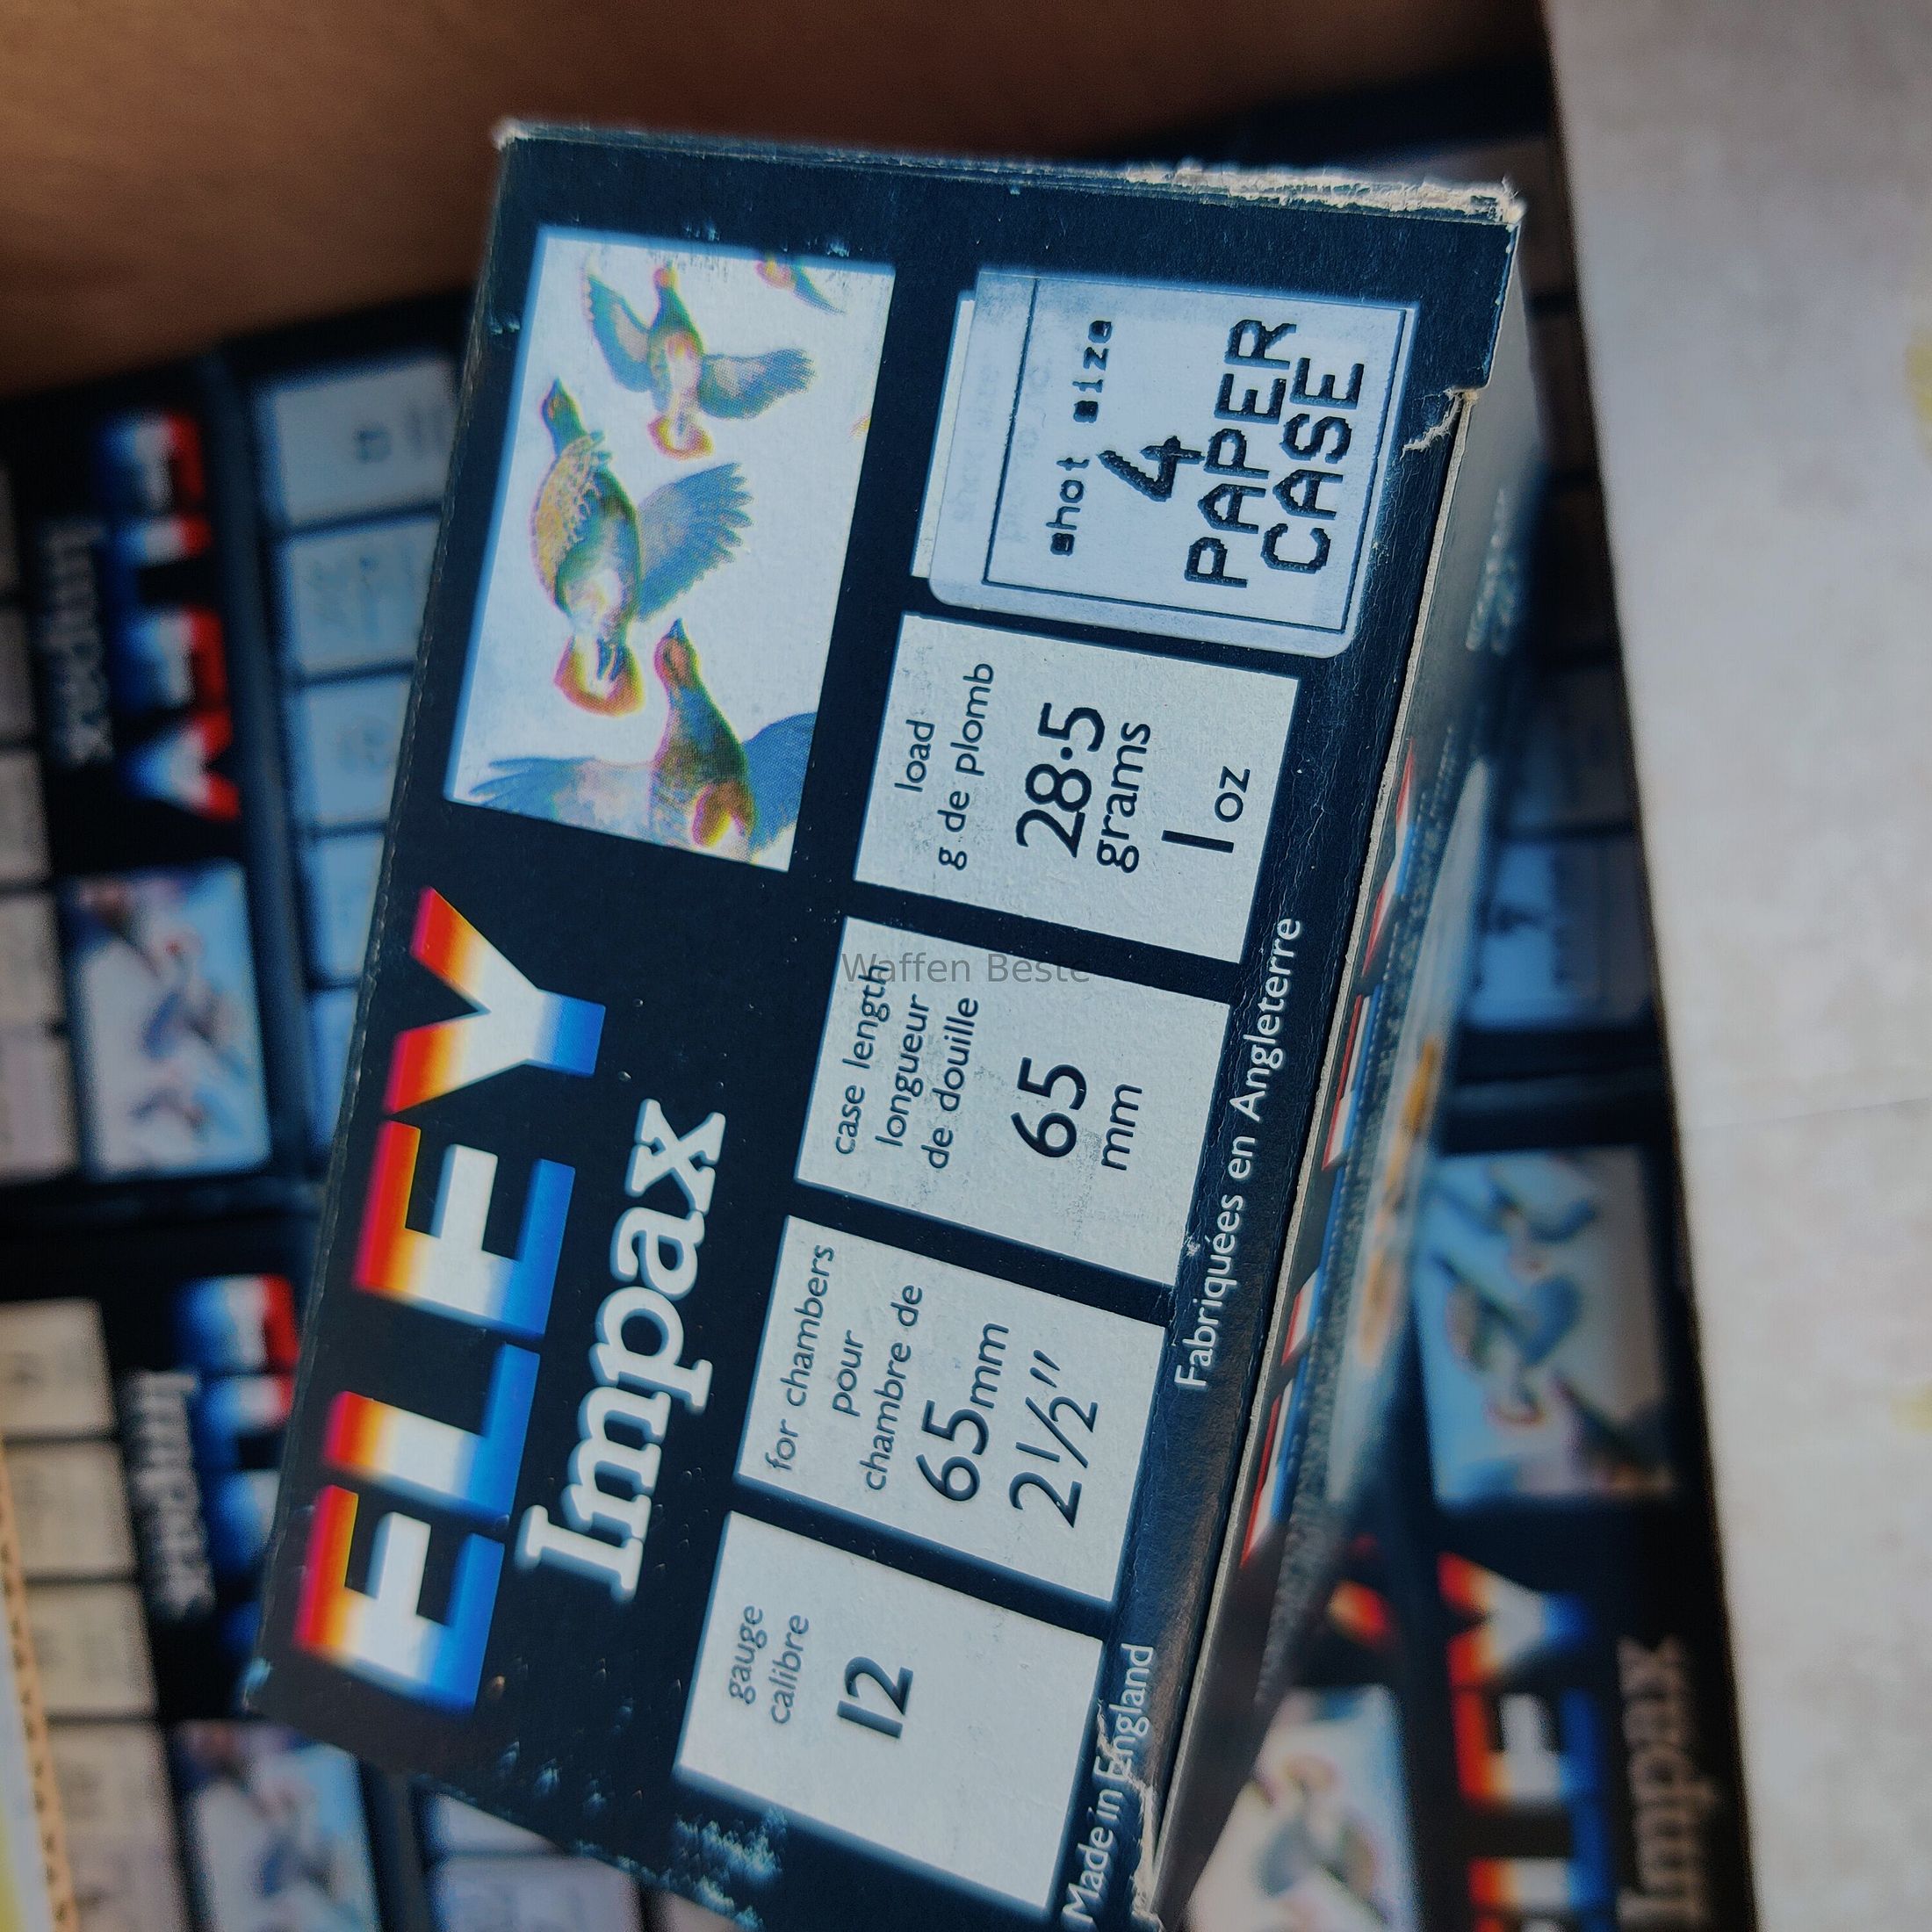 ELEY
Impax
gauge
calibre
12
for chambers
pour
chambre de
65mm
2½"
case length
longueur
de douille
65
mm
load
g de plomb
28·5
grams
1 oz
shot size
4
PAPER
CASE
Made in England
Fabriquées en Angleterre
Waffen Beste
ELEY
Impax
Impax
Impax